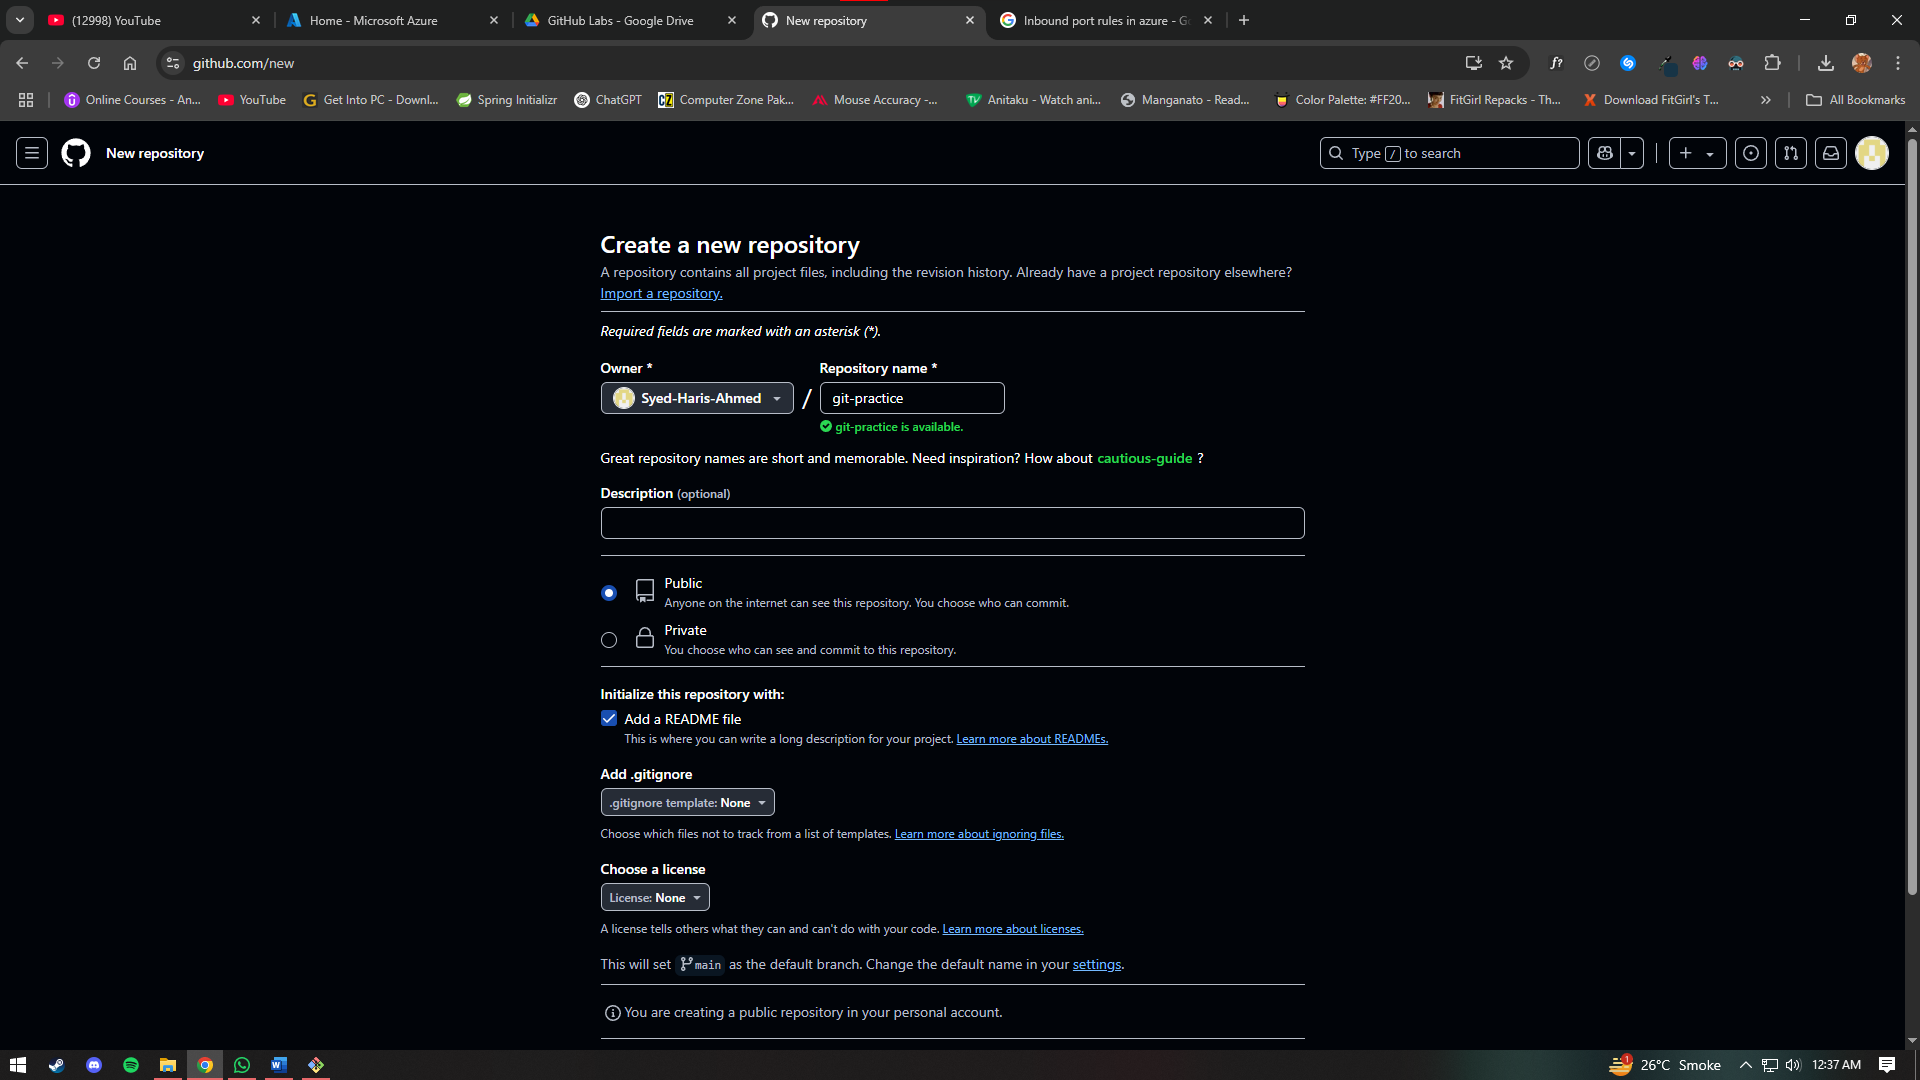 (12998) YouTube
Home - Microsoft Azure
GitHub Labs - Google Drive
New repository
Inbound port rules in azure - G
github.com/new
Online Courses - An...
YouTube
Get Into PC - Downl...
Spring Initializr
ChatGPT
Computer Zone Pak...
Mouse Accuracy -...
Anitaku - Watch ani...
Manganato - Read...
Color Palette: #FF20...
FitGirl Repacks - Th...
Download FitGirl's T...
All Bookmarks
New repository
Type / to search
Create a new repository
A repository contains all project files, including the revision history. Already have a project repository elsewhere?
Import a repository.
Required fields are marked with an asterisk (*).
Owner *
Repository name *
Syed-Haris-Ahmed
/
git-practice
git-practice is available.
Great repository names are short and memorable. Need inspiration? How about cautious-guide ?
Description (optional)
Public
Anyone on the internet can see this repository. You choose who can commit.
Private
You choose who can see and commit to this repository.
Initialize this repository with:
Add a README file
This is where you can write a long description for your project. Learn more about READMEs.
Add .gitignore
.gitignore template: None
Choose which files not to track from a list of templates. Learn more about ignoring files.
Choose a license
License: None
A license tells others what they can and can't do with your code. Learn more about licenses.
This will set main as the default branch. Change the default name in your settings.
You are creating a public repository in your personal account.
1
26°C Smoke
12:37 AM